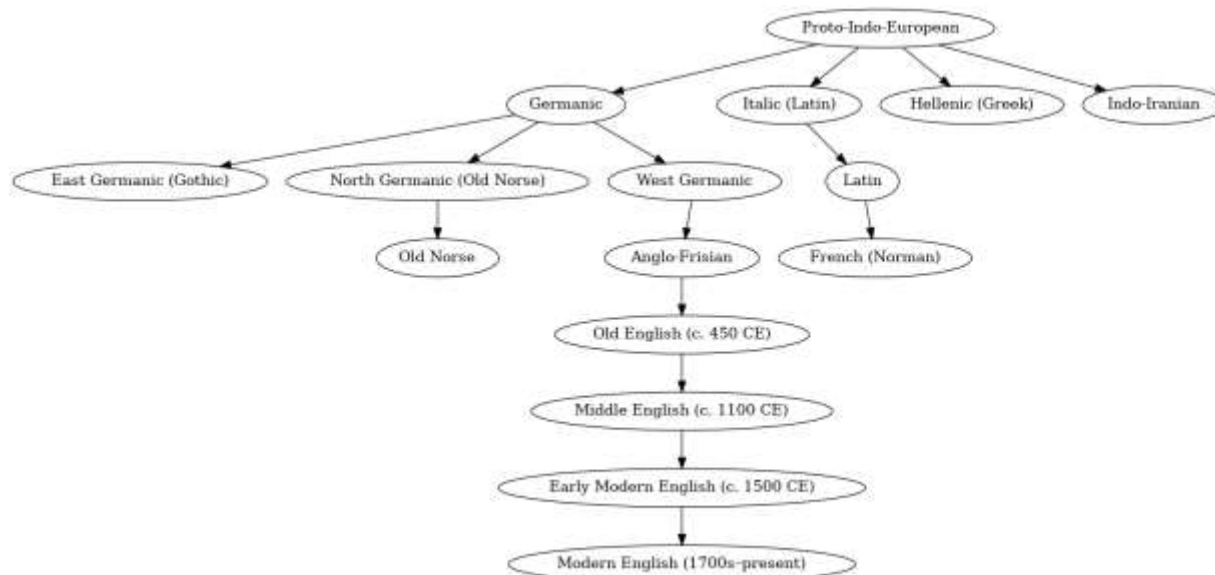 Proto-Indo-European
Germanic
Italic (Latin)
Hellenic (Greek)
Indo-Iranian
East Germanic (Gothic)
North Germanic (Old Norse)
West Germanic
Latin
Old Norse
Anglo-Frisian
French (Norman)
Old English (c. 450 CE)
Middle English (c. 1100 CE)
Early Modern English (c. 1500 CE)
Modern English (1700s–present)